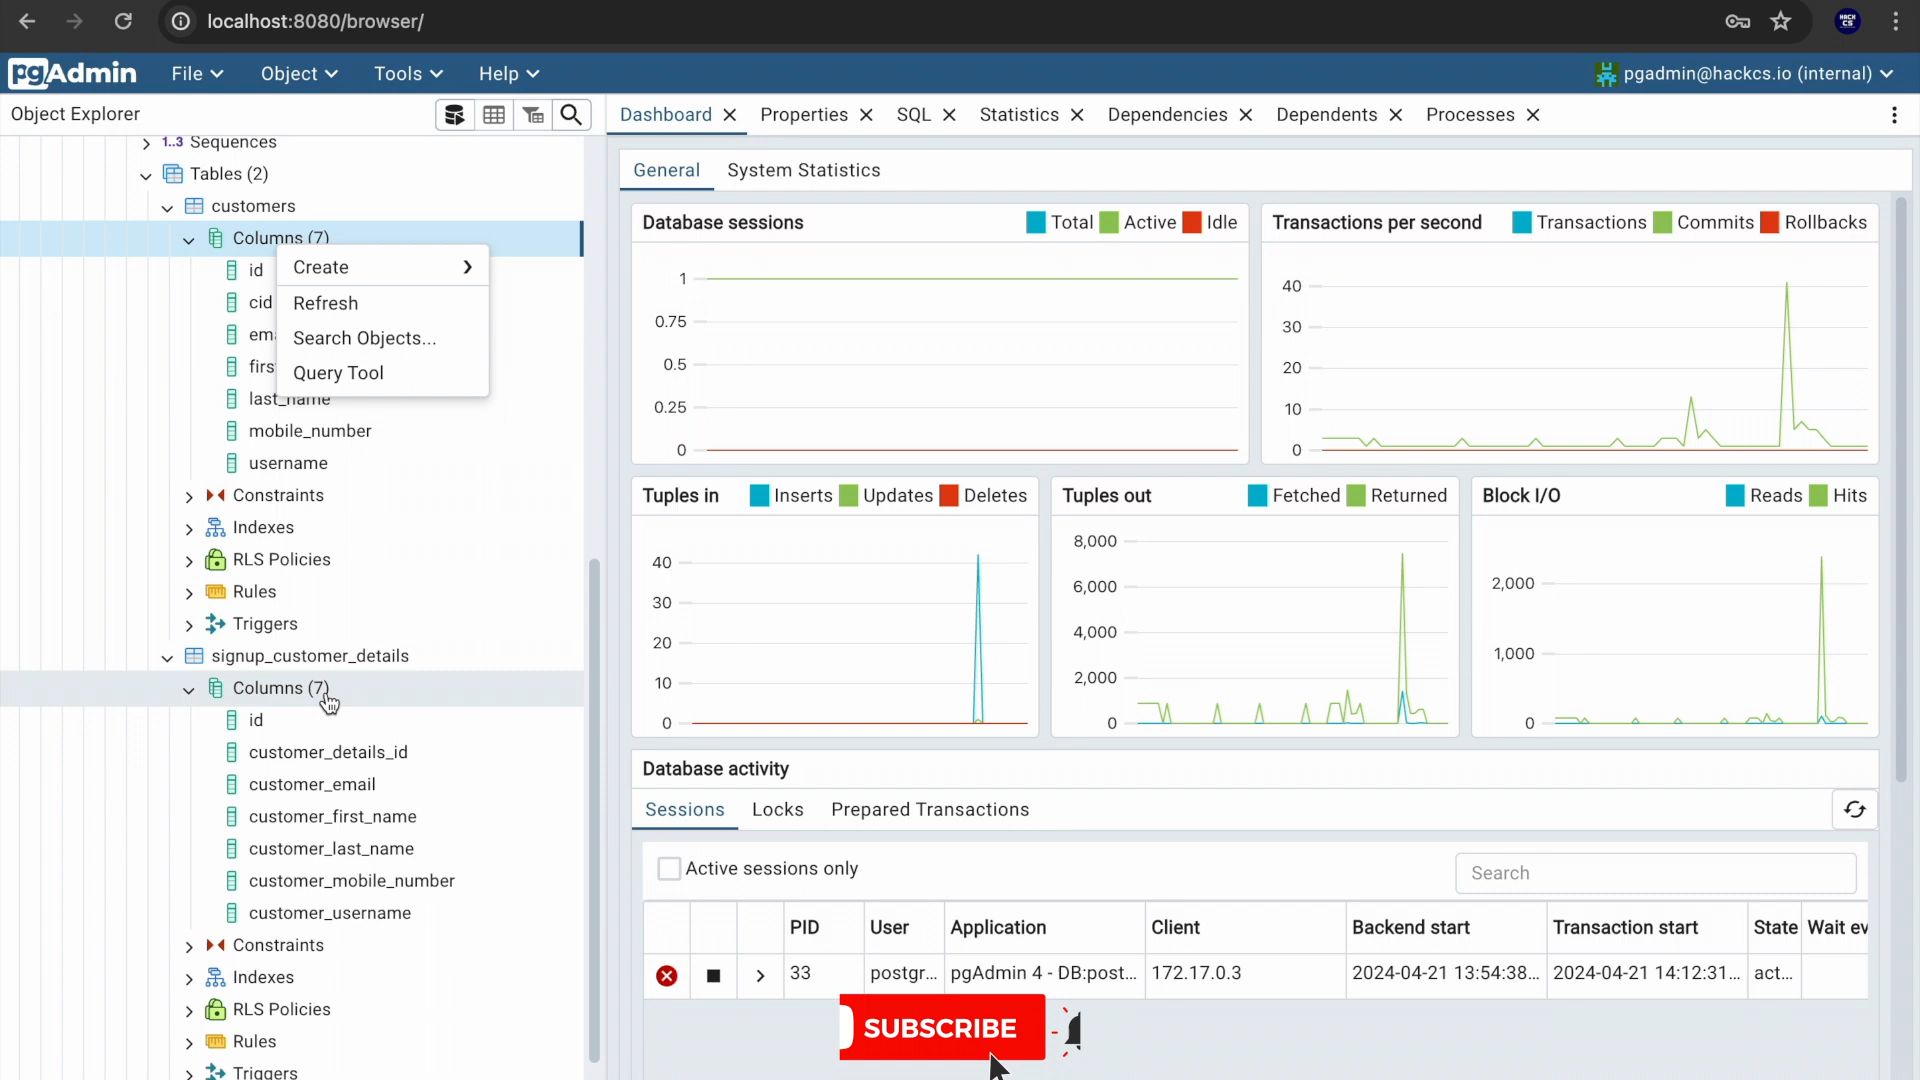 localhost:8080/browser/
HACK
CS
pgAdmin
File
Object
Tools
Help
pgadmin@hackcs.io (internal)
Object Explorer
Dashboard
Properties
SQL
Statistics
Dependencies
Dependents
Processes
1..3 Sequences
Tables (2)
customers
Columns (7)
id
cid
ema
firs
last_name
mobile_number
username
Constraints
Indexes
RLS Policies
Rules
Triggers
signup_customer_details
Columns (7)
id
customer_details_id
customer_email
customer_first_name
customer_last_name
customer_mobile_number
customer_username
Constraints
Indexes
RLS Policies
Rules
Triggers
Create
Refresh
Search Objects...
Query Tool
General
System Statistics
Database sessions
Total Active Idle
1
0.75
0.5
0.25
0
Transactions per second
Transactions Commits Rollbacks
40
30
20
10
0
Tuples in
Inserts Updates Deletes
40
30
20
10
0
Tuples out
Fetched Returned
8,000
6,000
4,000
2,000
0
Block I/O
Reads Hits
2,000
1,000
0
Database activity
Sessions
Locks
Prepared Transactions
Active sessions only
Search
PID User Application Client Backend start Transaction start State Wait ev
33 postgr... pgAdmin 4 - DB:post... 172.17.0.3 2024-04-21 13:54:38... 2024-04-21 14:12:31... act...
SUBSCRIBE